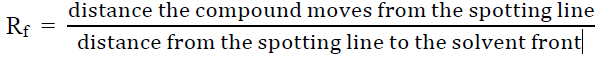 distance the compound moves from the spotting line
Rf =
distance from the spotting line to the solvent front